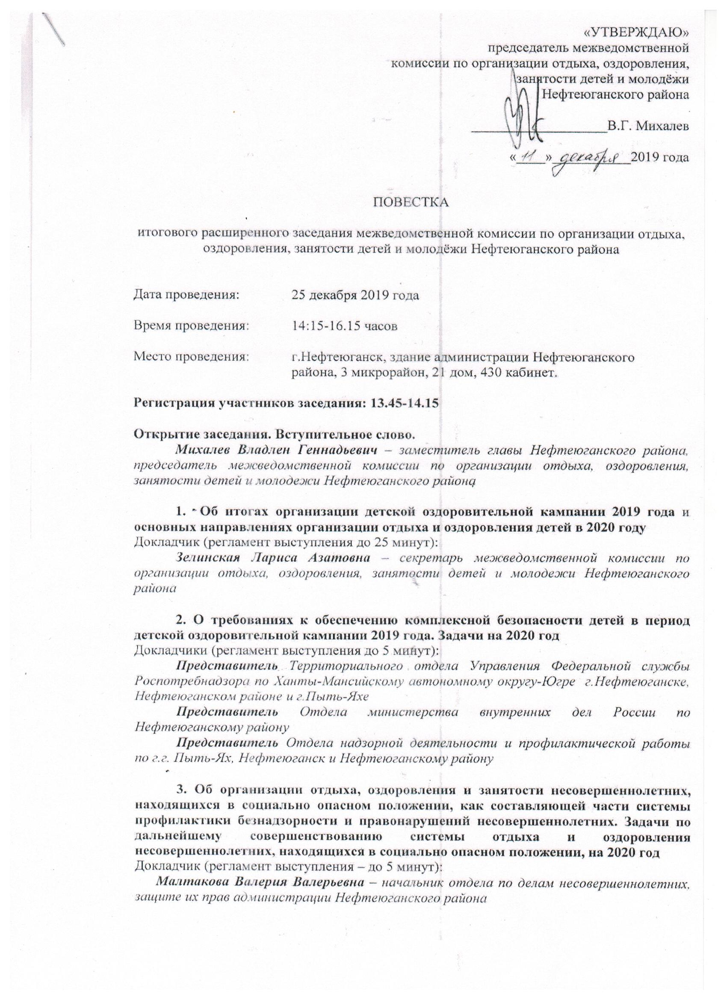 «УТВЕРЖДАЮ»
председатель межведомственной
комиссии по организации отдыха, оздоровления,
занятости детей и молодёжи
Нефтеюганского района
В.Г. Михалев
«11» декабря 2019 года
ПОВЕСТКА
итогового расширенного заседания межведомственной комиссии по организации отдыха,
оздоровления, занятости детей и молодёжи Нефтеюганского района
Дата проведения: 25 декабря 2019 года
Время проведения: 14:15-16.15 часов
Место проведения: г.Нефтеюганск, здание администрации Нефтеюганского
района, 3 микрорайон, 21 дом, 430 кабинет.
Регистрация участников заседания: 13.45-14.15
Открытие заседания. Вступительное слово.
Михалев Владлен Геннадьевич – заместитель главы Нефтеюганского района,
председатель межведомственной комиссии по организации отдыха, оздоровления,
занятости детей и молодежи Нефтеюганского района
1. Об итогах организации детской оздоровительной кампании 2019 года и
основных направлениях организации отдыха и оздоровления детей в 2020 году
Докладчик (регламент выступления до 25 минут):
Зелинская Лариса Азатовна – секретарь межведомственной комиссии по
организации отдыха, оздоровления, занятости детей и молодежи Нефтеюганского
района
2. О требованиях к обеспечению комплексной безопасности детей в период
детской оздоровительной кампании 2019 года. Задачи на 2020 год
Докладчики (регламент выступления до 5 минут):
Представитель Территориального отдела Управления Федеральной службы
Роспотребнадзора по Ханты-Мансийскому автономному округу-Югре г.Нефтеюганске,
Нефтеюганском районе и г.Пыть-Яхе
Представитель Отдела министерства внутренних дел России по
Нефтеюганскому району
Представитель Отдела надзорной деятельности и профилактической работы
по г.г. Пыть-Ях, Нефтеюганск и Нефтеюганскому району
3. Об организации отдыха, оздоровления и занятости несовершеннолетних,
находящихся в социально опасном положении, как составляющей части системы
профилактики безнадзорности и правонарушений несовершеннолетних. Задачи по
дальнейшему совершенствованию системы отдыха и оздоровления
несовершеннолетних, находящихся в социально опасном положении, на 2020 год
Докладчик (регламент выступления – до 5 минут):
Малтакова Валерия Валерьевна – начальник отдела по делам несовершеннолетних,
защите их прав администрации Нефтеюганского района